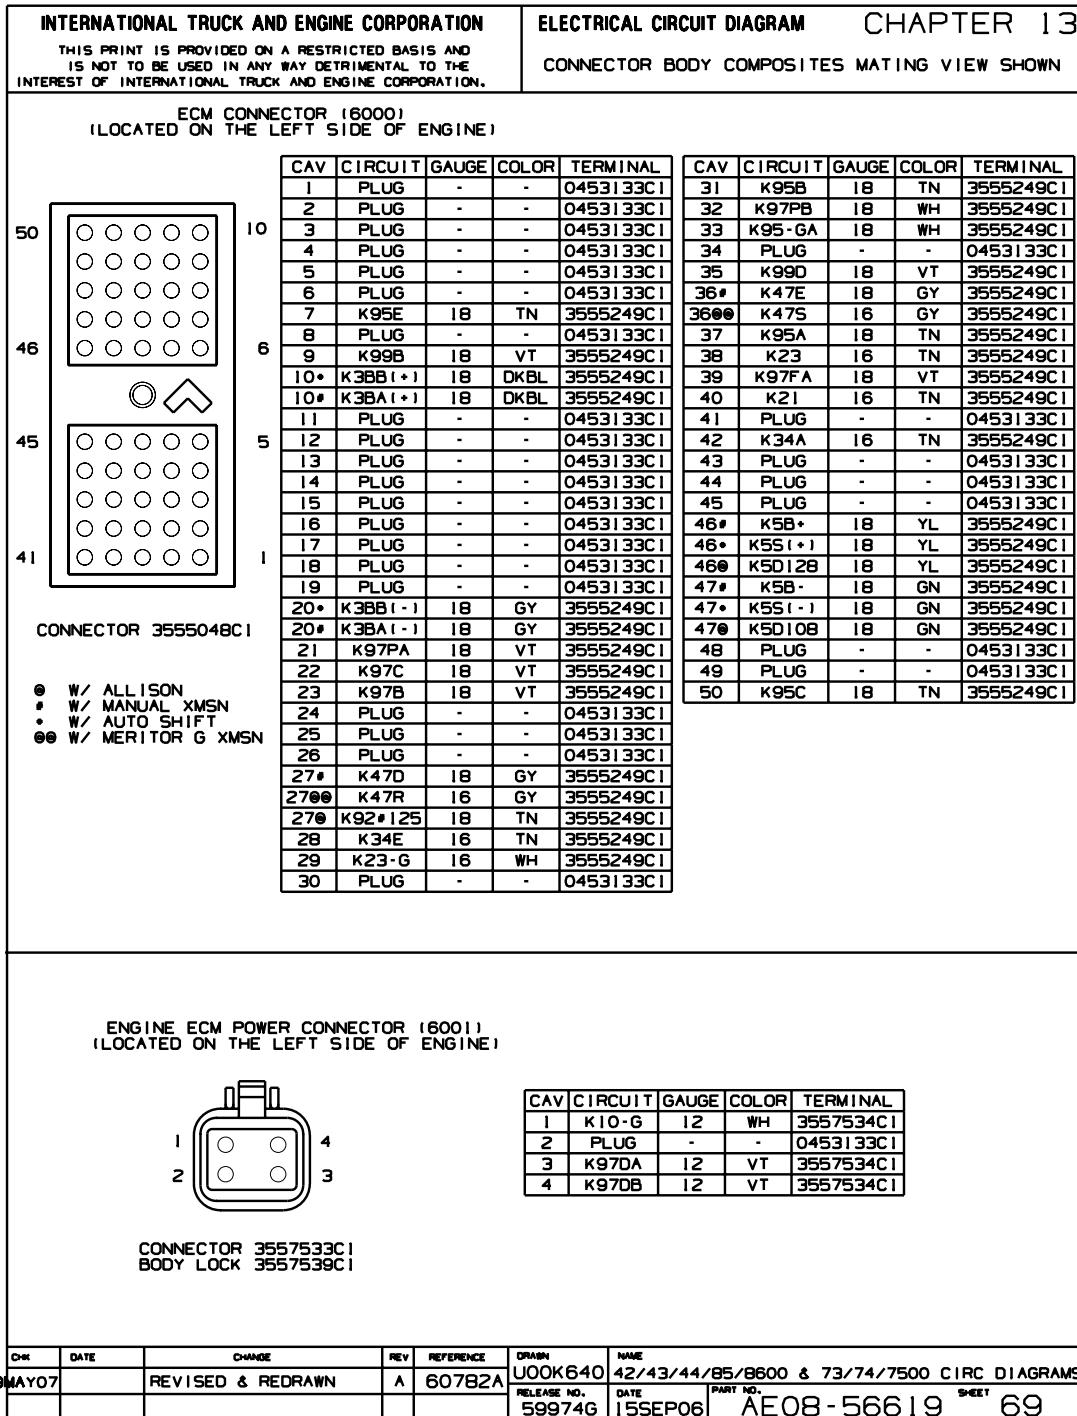 INTERNATIONAL TRUCK AND ENGINE CORPORATION
THIS PRINT IS PROVIDED ON A RESTRICTED BASIS AND
IS NOT TO BE USED IN ANY WAY DETRIMENTAL TO THE
INTEREST OF INTERNATIONAL TRUCK AND ENGINE CORPORATION.
ELECTRICAL CIRCUIT DIAGRAM CHAPTER 13
CONNECTOR BODY COMPOSITES MATING VIEW SHOWN
ECM CONNECTOR (6000)
(LOCATED ON THE LEFT SIDE OF ENGINE)
50 10
46 6
45 5
41 1
CONNECTOR 3555048C1
@ W/ ALLISON
# W/ MANUAL XMSN
* W/ AUTO SHIFT
@@ W/ MERITOR G XMSN
CAV CIRCUIT GAUGE COLOR TERMINAL
1 PLUG - - 0453133C1
2 PLUG - - 0453133C1
3 PLUG - - 0453133C1
4 PLUG - - 0453133C1
5 PLUG - - 0453133C1
6 PLUG - - 0453133C1
7 K95E 18 TN 3555249C1
8 PLUG - - 0453133C1
9 K99B 18 VT 3555249C1
10* K3BB(+) 18 DKBL 3555249C1
10# K3BA(+) 18 DKBL 3555249C1
11 PLUG - - 0453133C1
12 PLUG - - 0453133C1
13 PLUG - - 0453133C1
14 PLUG - - 0453133C1
15 PLUG - - 0453133C1
16 PLUG - - 0453133C1
17 PLUG - - 0453133C1
18 PLUG - - 0453133C1
19 PLUG - - 0453133C1
20* K3BB(-) 18 GY 3555249C1
20# K3BA(-) 18 GY 3555249C1
21 K97PA 18 VT 3555249C1
22 K97C 18 VT 3555249C1
23 K97B 18 VT 3555249C1
24 PLUG - - 0453133C1
25 PLUG - - 0453133C1
26 PLUG - - 0453133C1
27# K47D 18 GY 3555249C1
27@@ K47R 16 GY 3555249C1
27@ K92#125 18 TN 3555249C1
28 K34E 16 TN 3555249C1
29 K23-G 16 WH 3555249C1
30 PLUG - - 0453133C1
CAV CIRCUIT GAUGE COLOR TERMINAL
31 K95B 18 TN 3555249C1
32 K97PB 18 WH 3555249C1
33 K95-GA 18 WH 3555249C1
34 PLUG - - 0453133C1
35 K99D 18 VT 3555249C1
36# K47E 18 GY 3555249C1
36@@ K47S 16 GY 3555249C1
37 K95A 18 TN 3555249C1
38 K23 16 TN 3555249C1
39 K97FA 18 VT 3555249C1
40 K21 16 TN 3555249C1
41 PLUG - - 0453133C1
42 K34A 16 TN 3555249C1
43 PLUG - - 0453133C1
44 PLUG - - 0453133C1
45 PLUG - - 0453133C1
46# K5B+ 18 YL 3555249C1
46* K5S(+) 18 YL 3555249C1
46@ K5D128 18 YL 3555249C1
47# K5B- 18 GN 3555249C1
47* K5S(-) 18 GN 3555249C1
47@ K5D108 18 GN 3555249C1
48 PLUG - - 0453133C1
49 PLUG - - 0453133C1
50 K95C 18 TN 3555249C1
ENGINE ECM POWER CONNECTOR (6001)
(LOCATED ON THE LEFT SIDE OF ENGINE)
1 4
2 3
CONNECTOR 3557533C1
BODY LOCK 3557539C1
CAV CIRCUIT GAUGE COLOR TERMINAL
1 K10-G 12 WH 3557534C1
2 PLUG - - 0453133C1
3 K97DA 12 VT 3557534C1
4 K97DB 12 VT 3557534C1
CHK DATE CHANGE REV REFERENCE DRAWN NAME
MAY07 REVISED & REDRAWN A 60782A U00K640 42/43/44/85/8600 & 73/74/7500 CIRC DIAGRAMS
RELEASE NO. DATE PART NO. SHEET
59974G 15SEP06 AE08-56619 69